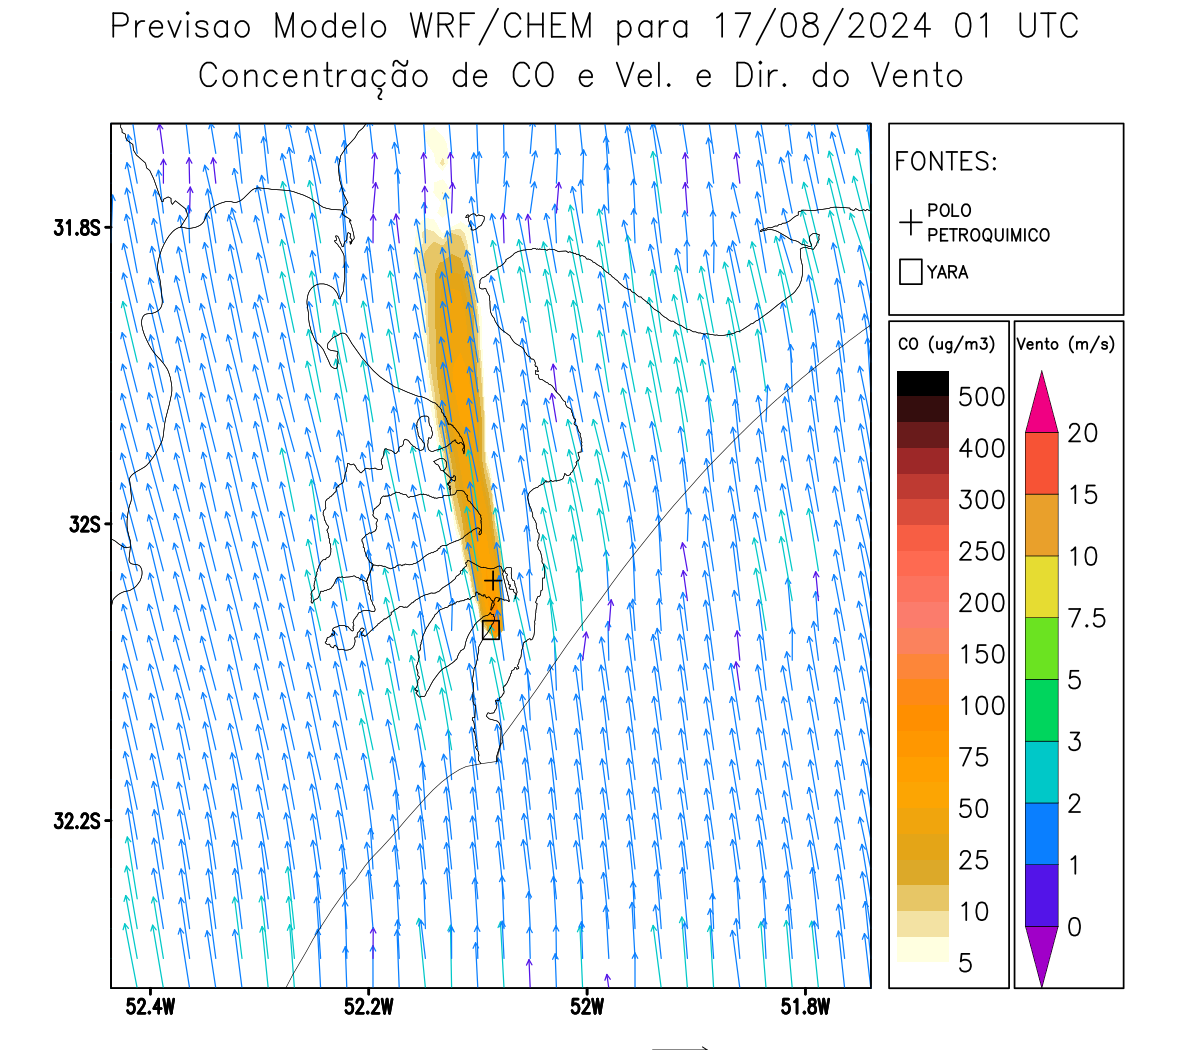 Previsao Modelo WRF/CHEM para 17/08/2024 01 UTC
Concentração de CO e Vel. e Dir. do Vento
FONTES:
POLO
PETROQUIMICO
YARA
31.8S
32S
32.2S
52.4W
52.2W
52W
51.8W
CO (ug/m3)
500
400
300
250
200
150
100
75
50
25
10
5
Vento (m/s)
20
15
10
7.5
5
3
2
1
0